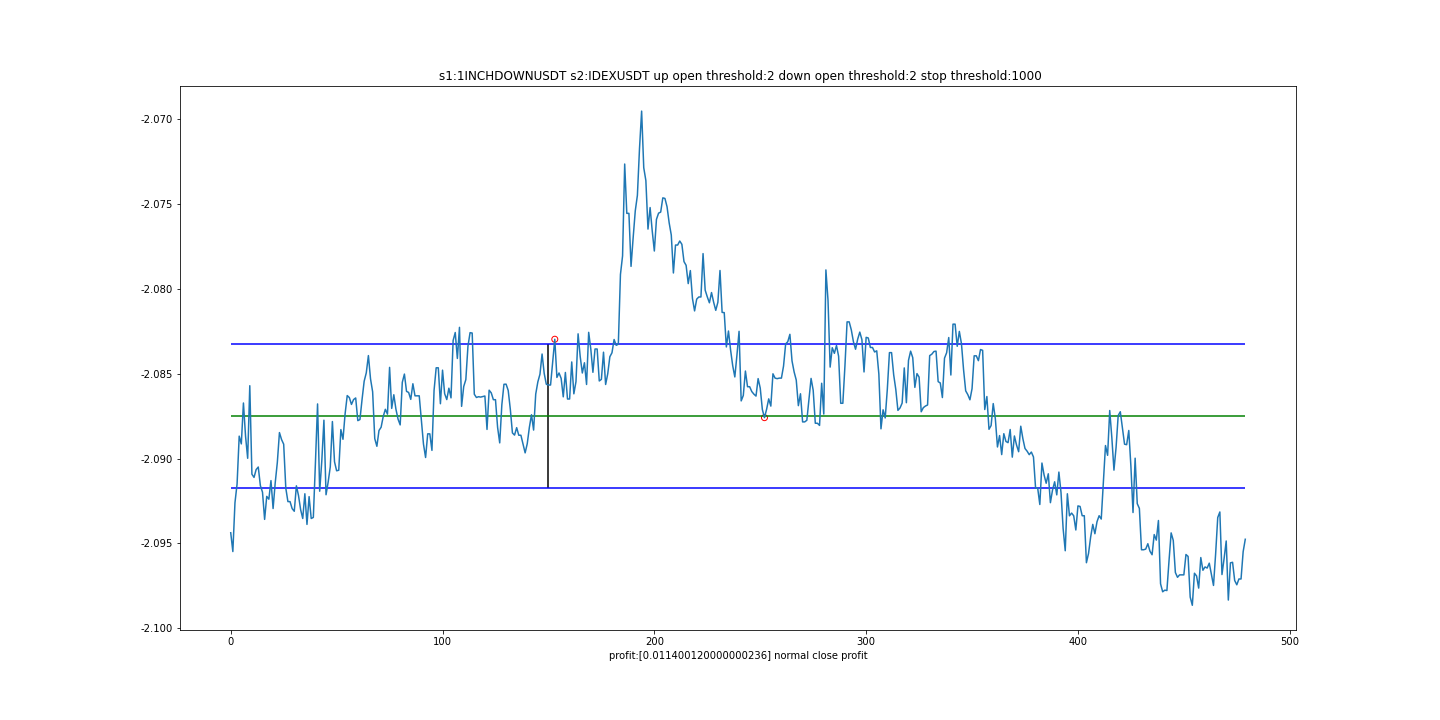 s1:1INCHDOWNUSDT s2:IDEXUSDT up open threshold:2 down open threshold:2 stop threshold:1000
-2.070
-2.075
-2.080
-2.085
-2.090
-2.095
-2.100
0 100 200 300 400 500
profit:[0.011400120000000236] normal close profit